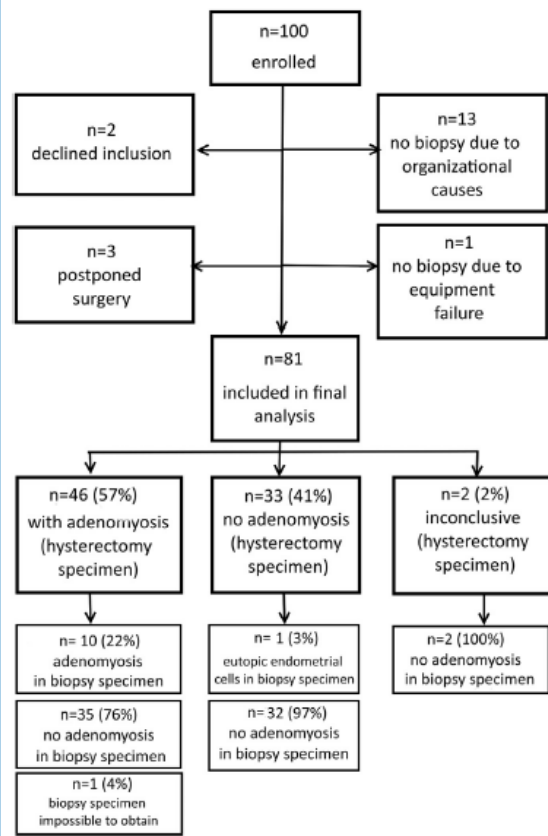 n=100
enrolled
n=2
declined inclusion
n=13
no biopsy due to
organizational
causes
n=3
postponed
surgery
n=1
no biopsy due to
equipment
failure
n=81
included in final
analysis
n=46 (57%)
with adenomyosis
(hysterectomy
specimen)
n=33 (41%)
no adenomyosis
(hysterectomy
specimen)
n=2 (2%)
inconclusive
(hysterectomy
specimen)
n= 10 (22%)
adenomyosis
in biopsy specimen
n= 1 (3%)
eutopic endometrial
cells in biopsy specimen
n=2 (100%)
no adenomyosis
in biopsy specimen
n=35 (76%)
no adenomyosis
in biopsy specimen
n= 32 (97%)
no adenomyosis
in biopsy specimen
n=1 (4%)
biopsy specimen
impossible to obtain